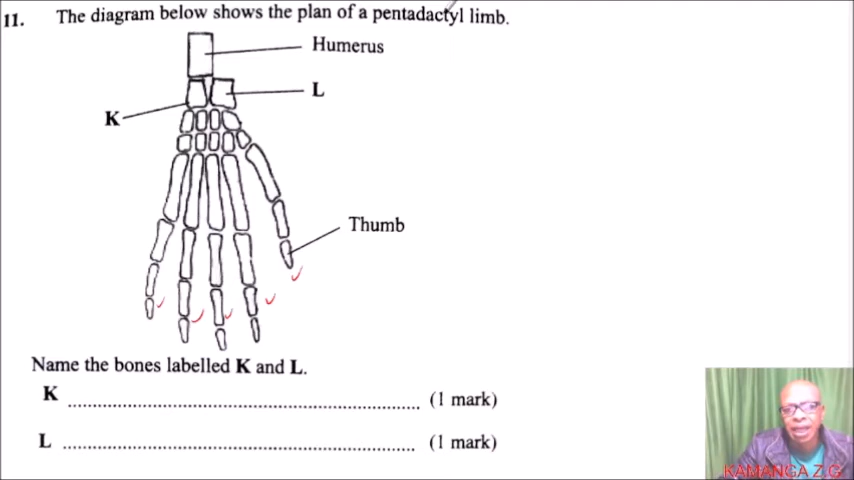 11. The diagram below shows the plan of a pentadactyl limb.
Humerus
L
K
Thumb
Name the bones labelled K and L.
K ........................................ (1 mark)
L ........................................ (1 mark)
KAMANGA Z.G